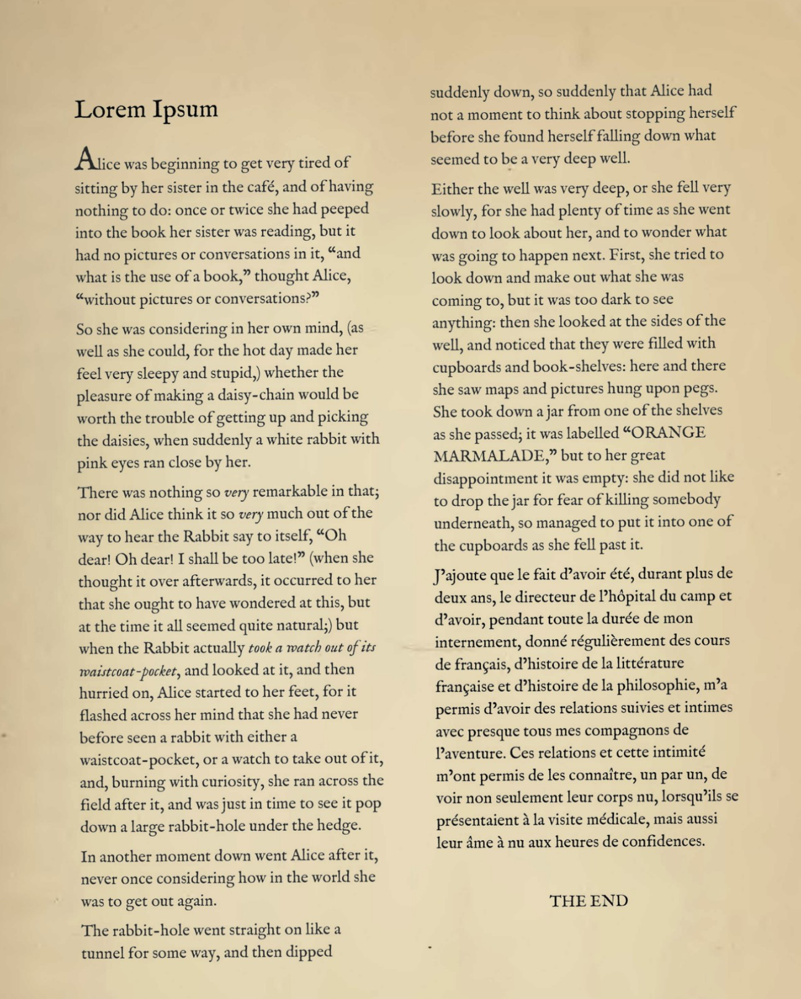 Lorem Ipsum
Alice was beginning to get very tired of
sitting by her sister in the café, and of having
nothing to do: once or twice she had peeped
into the book her sister was reading, but it
had no pictures or conversations in it, “and
what is the use of a book,” thought Alice,
“without pictures or conversations?”
So she was considering in her own mind, (as
well as she could, for the hot day made her
feel very sleepy and stupid,) whether the
pleasure of making a daisy-chain would be
worth the trouble of getting up and picking
the daisies, when suddenly a white rabbit with
pink eyes ran close by her.
There was nothing so very remarkable in that;
nor did Alice think it so very much out of the
way to hear the Rabbit say to itself, “Oh
dear! Oh dear! I shall be too late!” (when she
thought it over afterwards, it occurred to her
that she ought to have wondered at this, but
at the time it all seemed quite natural;) but
when the Rabbit actually took a watch out of its
waistcoat-pocket, and looked at it, and then
hurried on, Alice started to her feet, for it
flashed across her mind that she had never
before seen a rabbit with either a
waistcoat-pocket, or a watch to take out of it,
and, burning with curiosity, she ran across the
field after it, and was just in time to see it pop
down a large rabbit-hole under the hedge.
In another moment down went Alice after it,
never once considering how in the world she
was to get out again.
The rabbit-hole went straight on like a
tunnel for some way, and then dipped
suddenly down, so suddenly that Alice had
not a moment to think about stopping herself
before she found herself falling down what
seemed to be a very deep well.
Either the well was very deep, or she fell very
slowly, for she had plenty of time as she went
down to look about her, and to wonder what
was going to happen next. First, she tried to
look down and make out what she was
coming to, but it was too dark to see
anything: then she looked at the sides of the
well, and noticed that they were filled with
cupboards and book-shelves: here and there
she saw maps and pictures hung upon pegs.
She took down a jar from one of the shelves
as she passed; it was labelled “ORANGE
MARMALADE,” but to her great
disappointment it was empty: she did not like
to drop the jar for fear of killing somebody
underneath, so managed to put it into one of
the cupboards as she fell past it.
J’ajoute que le fait d’avoir été, durant plus de
deux ans, le directeur de l’hôpital du camp et
d’avoir, pendant toute la durée de mon
internement, donné régulièrement des cours
de français, d’histoire de la littérature
française et d’histoire de la philosophie, m’a
permis d’avoir des relations suivies et intimes
avec presque tous mes compagnons de
l’aventure. Ces relations et cette intimité
m’ont permis de les connaître, un par un, de
voir non seulement leur corps nu, lorsqu’ils se
présentaient à la visite médicale, mais aussi
leur âme à nu aux heures de confidences.
THE END